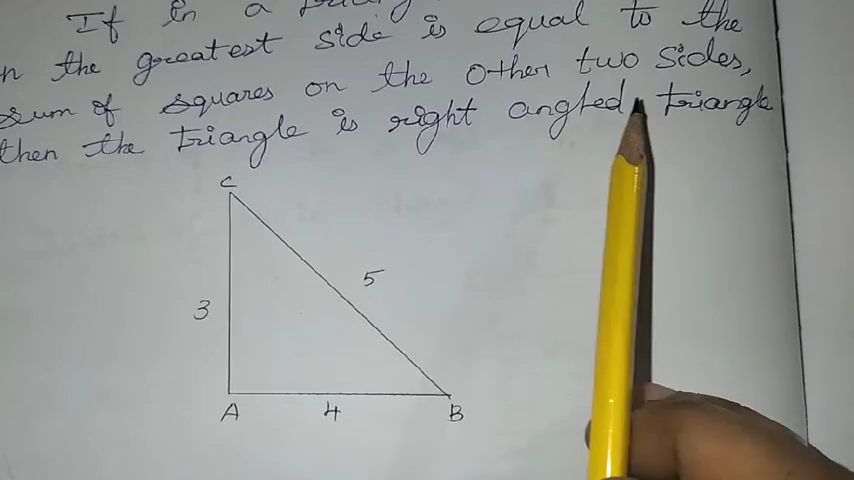 If in a
n the greatest side is equal to the
sum of squares on the other two sides,
then the triangle is right angled triangle
C
3
5
A
4
B